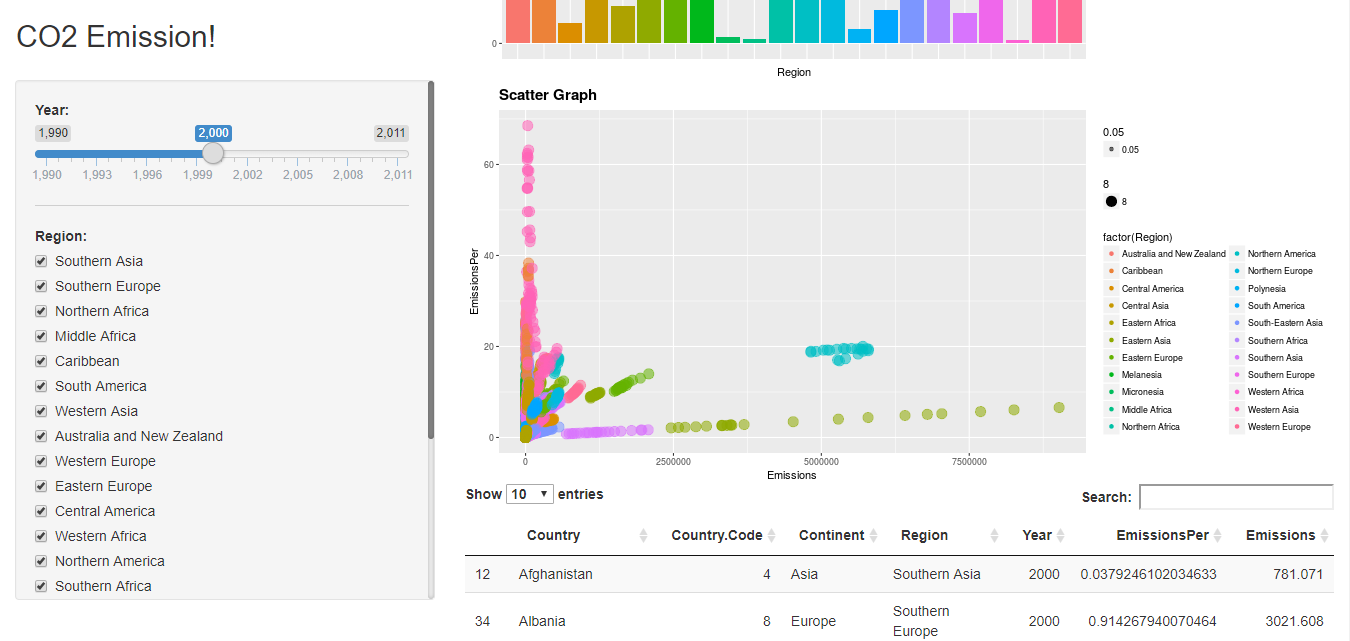 CO2 Emission!
Year:
1,990 2,000 2,011
1,990 1,993 1,996 1,999 2,002 2,005 2,008 2,011
Region:
Southern Asia
Southern Europe
Northern Africa
Middle Africa
Caribbean
South America
Western Asia
Australia and New Zealand
Western Europe
Eastern Europe
Central America
Western Africa
Northern America
Southern Africa
0
Region
Scatter Graph
EmissionsPer
60
40
20
0
0 2500000 5000000 7500000
Emissions
0.05
0.05
8
8
factor(Region)
Australia and New Zealand
Caribbean
Central America
Central Asia
Eastern Africa
Eastern Asia
Eastern Europe
Melanesia
Micronesia
Middle Africa
Northern Africa
Northern America
Northern Europe
Polynesia
South America
South-Eastern Asia
Southern Africa
Southern Asia
Southern Europe
Western Africa
Western Asia
Western Europe
Show 10 entries
Search:
Country Country.Code Continent Region Year EmissionsPer Emissions
12 Afghanistan 4 Asia Southern Asia 2000 0.0379246102034633 781.071
34 Albania 8 Europe Southern Europe 2000 0.914267940070464 3021.608